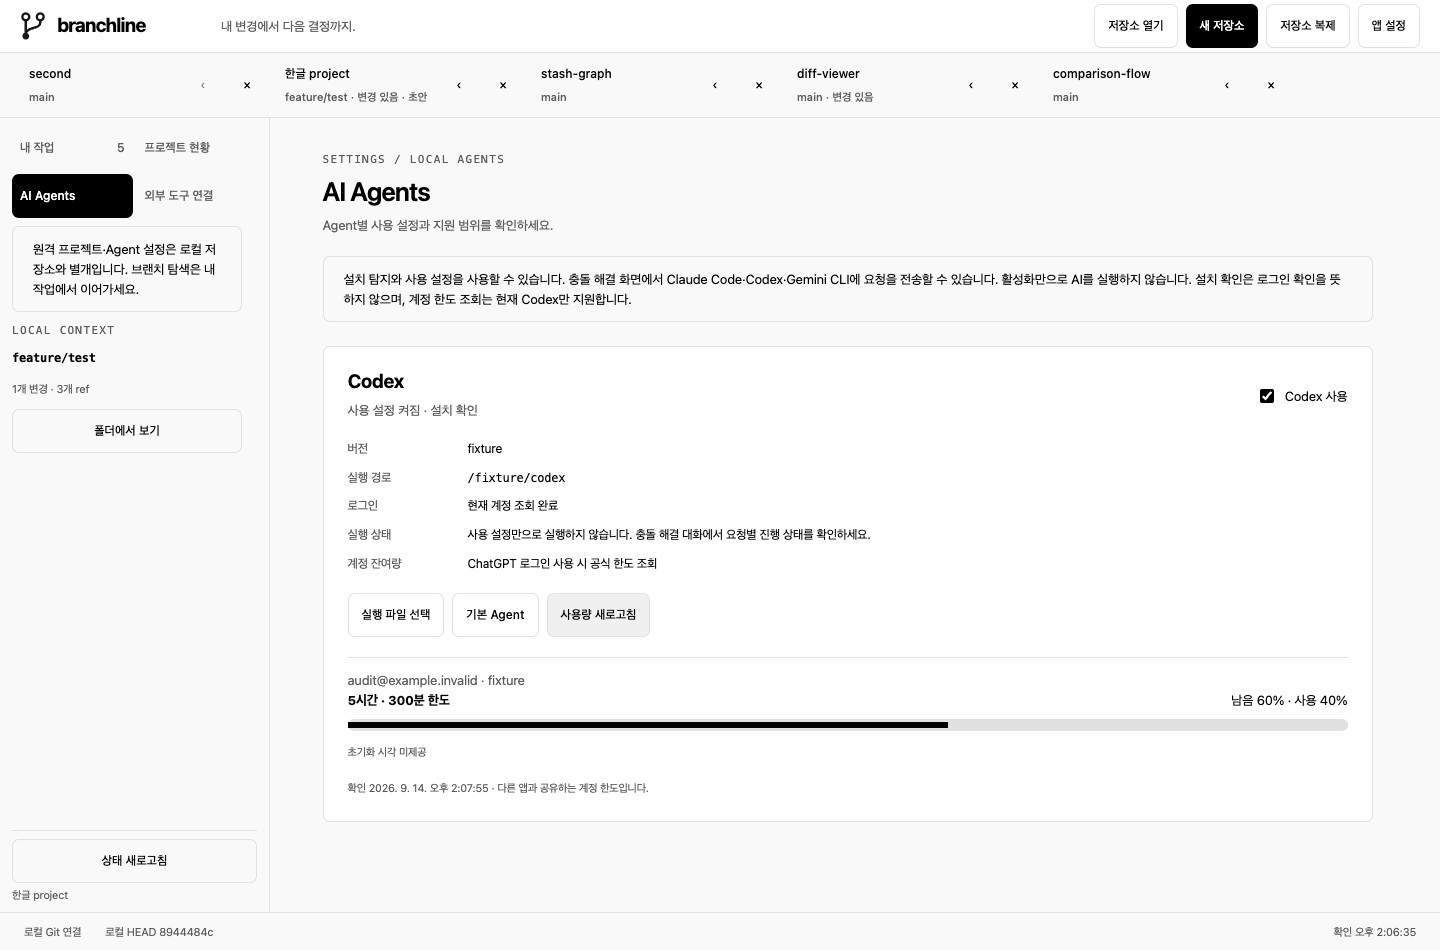 branchline
내 변경에서 다음 결정까지.
저장소 열기
새 저장소
저장소 복제
앱 설정
second
main
‹
×
한글 project
feature/test · 변경 있음 · 초안
‹
×
stash-graph
main
‹
×
diff-viewer
main · 변경 있음
‹
×
comparison-flow
main
‹
×
내 작업 5
프로젝트 현황
AI Agents
외부 도구 연결
원격 프로젝트·Agent 설정은 로컬 저
장소와 별개입니다. 브랜치 탐색은 내
작업에서 이어가세요.
LOCAL CONTEXT
feature/test
1개 변경 · 3개 ref
폴더에서 보기
상태 새로고침
한글 project
SETTINGS / LOCAL AGENTS
AI Agents
Agent별 사용 설정과 지원 범위를 확인하세요.
설치 탐지와 사용 설정을 사용할 수 있습니다. 충돌 해결 화면에서 Claude Code·Codex·Gemini CLI에 요청을 전송할 수 있습니다. 활성화만으로 AI를 실행하지 않습니다. 설치 확인은 로그인 확인을 뜻
하지 않으며, 계정 한도 조회는 현재 Codex만 지원합니다.
Codex
사용 설정 켜짐 · 설치 확인
Codex 사용
버전 fixture
실행 경로 /fixture/codex
로그인 현재 계정 조회 완료
실행 상태 사용 설정만으로 실행하지 않습니다. 충돌 해결 대화에서 요청별 진행 상태를 확인하세요.
계정 잔여량 ChatGPT 로그인 사용 시 공식 한도 조회
실행 파일 선택
기본 Agent
사용량 새로고침
audit@example.invalid · fixture
5시간 · 300분 한도 남음 60% · 사용 40%
초기화 시각 미제공
확인 2026. 9. 14. 오후 2:07:55 · 다른 앱과 공유하는 계정 한도입니다.
로컬 Git 연결 로컬 HEAD 8944484c
확인 오후 2:06:35